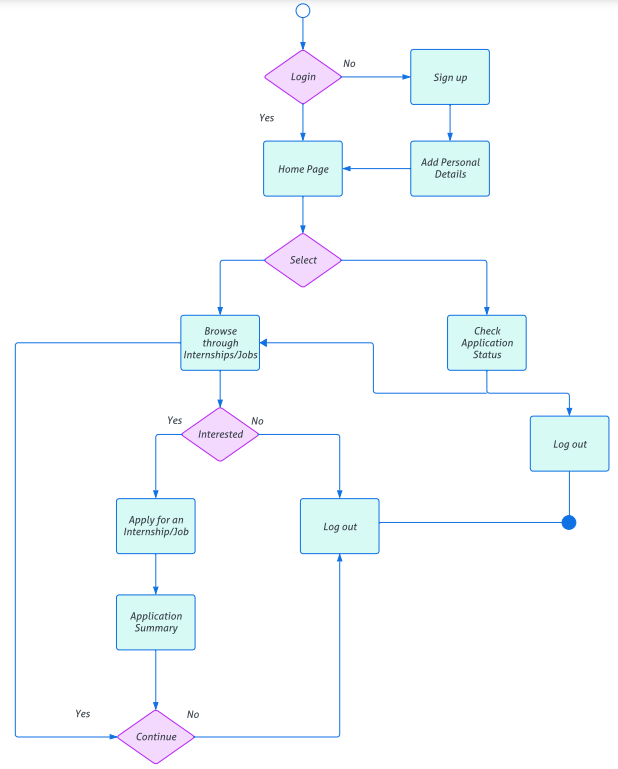 Login
No
Sign up
Yes
Home Page
Add Personal
Details
Select
Browse
through
Internships/Jobs
Check
Application
Status
Yes
No
Interested
Log out
Apply for an
Internship/Job
Log out
Application
Summary
Yes
No
Continue